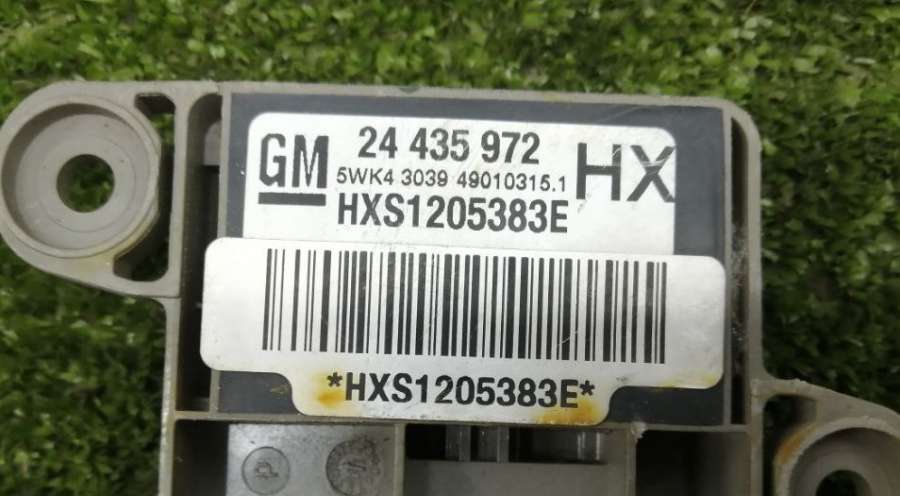 GM 24 435 972 HX
5WK4 3039 49010315.1
HXS1205383E
*HXS1205383E*